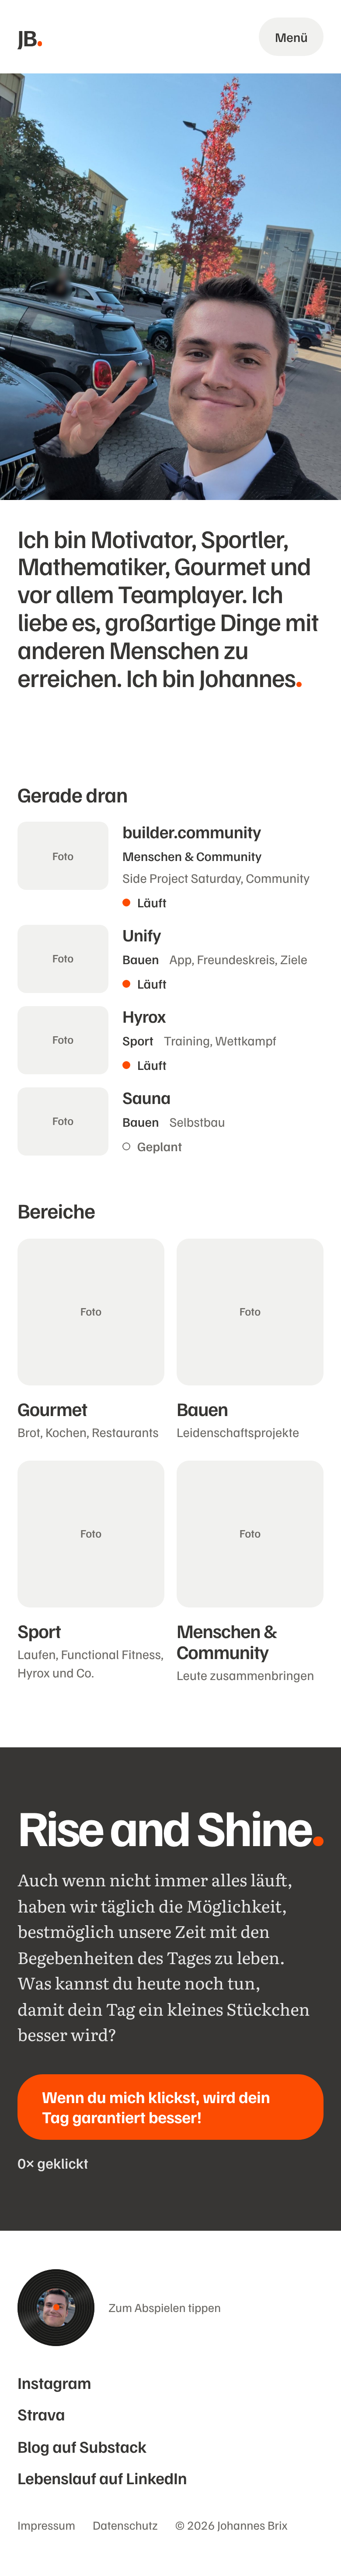 JB.
Menü
Ich bin Motivator, Sportler,
Mathematiker, Gourmet und
vor allem Teamplayer. Ich
liebe es, großartige Dinge mit
anderen Menschen zu
erreichen. Ich bin Johannes.
Gerade dran
Foto
builder.community
Menschen & Community
Side Project Saturday, Community
Läuft
Foto
Unify
Bauen App, Freundeskreis, Ziele
Läuft
Foto
Hyrox
Sport Training, Wettkampf
Läuft
Foto
Sauna
Bauen Selbstbau
Geplant
Bereiche
Foto
Gourmet
Brot, Kochen, Restaurants
Foto
Bauen
Leidenschaftsprojekte
Foto
Sport
Laufen, Functional Fitness,
Hyrox und Co.
Foto
Menschen &
Community
Leute zusammenbringen
Rise and Shine.
Auch wenn nicht immer alles läuft,
haben wir täglich die Möglichkeit,
bestmöglich unsere Zeit mit den
Begebenheiten des Tages zu leben.
Was kannst du heute noch tun,
damit dein Tag ein kleines Stückchen
besser wird?
Wenn du mich klickst, wird dein
Tag garantiert besser!
0× geklickt
Zum Abspielen tippen
Instagram
Strava
Blog auf Substack
Lebenslauf auf LinkedIn
Impressum Datenschutz © 2026 Johannes Brix